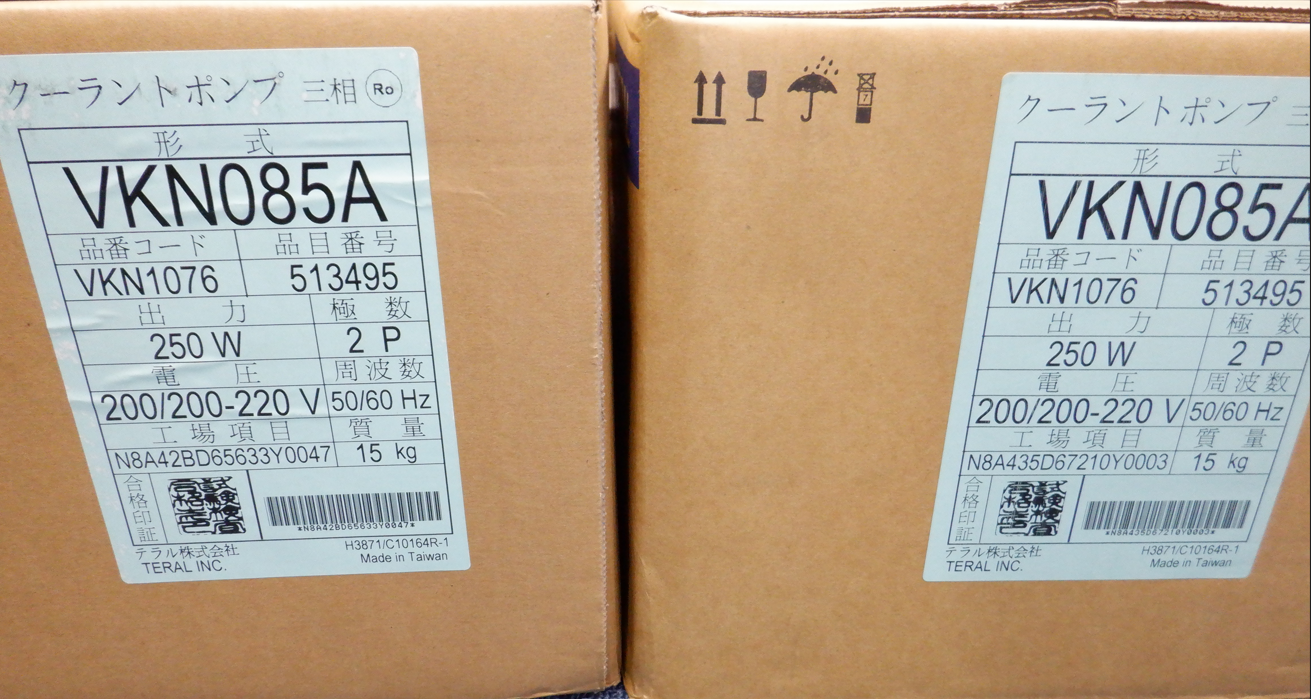 クーラントポンプ 三相 Ro
形 式
VKN085A
品番コード 品目番号
VKN1076 513495
出 力 極 数
250 W 2 P
電 圧 周波数
200/200-220 V 50/60 Hz
工場項目 質 量
N8A42BD65633Y0047 15 kg
合格印証
*N8A42BD65633Y0047*
テラル株式会社
TERAL INC.
H3871/C10164R-1
Made in Taiwan
7
クーラントポンプ 三
形 式
VKN085A
品番コード 品目番号
VKN1076 513495
出 力 極 数
250 W 2 P
電 圧 周波数
200/200-220 V 50/60 Hz
工場項目 質 量
N8A435D67210Y0003 15 kg
合格印証
*N8A435D67210Y0003*
テラル株式会社
TERAL INC.
H3871/C10164R-1
Made in Taiwan